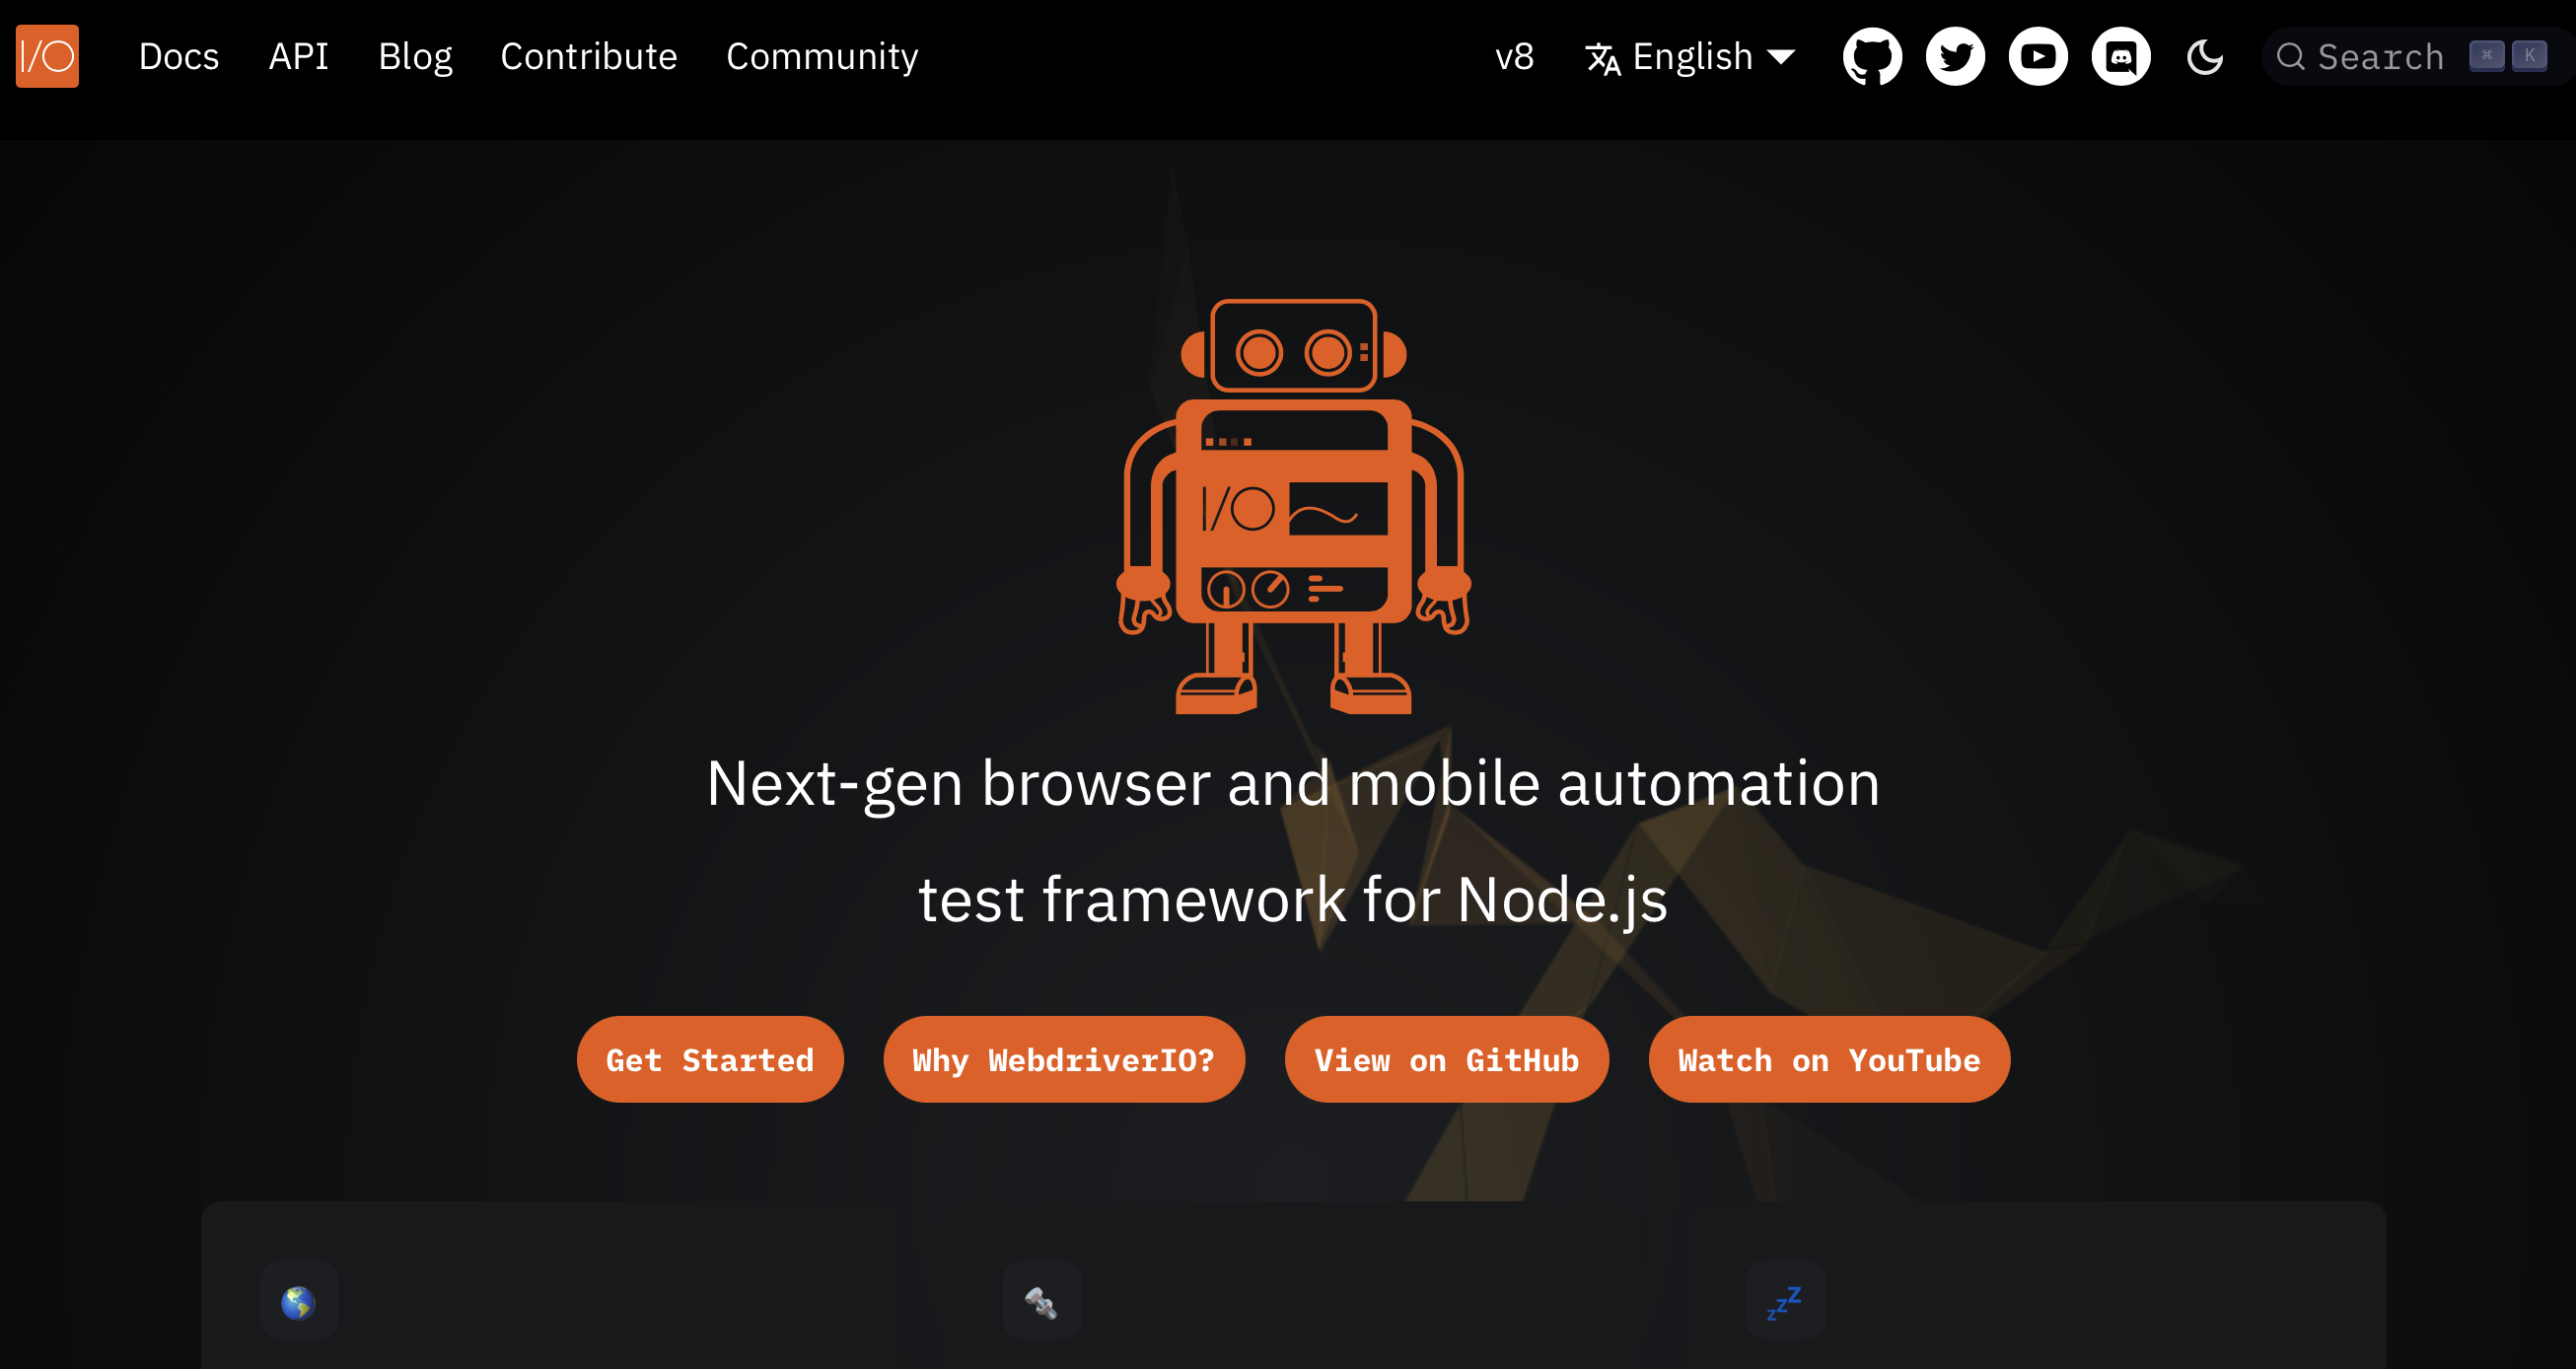 I/O Docs API Blog Contribute Community v8 English Search ⌘ K
I/O
Next-gen browser and mobile automation
test framework for Node.js
Get Started Why WebdriverIO? View on GitHub Watch on YouTube
💤